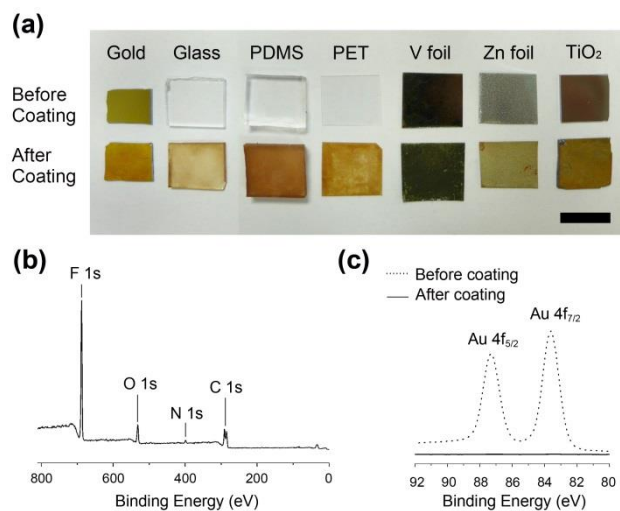 (a)
Gold Glass PDMS PET V foil Zn foil TiO₂
Before
Coating
After
Coating
(b)
F 1s
O 1s
N 1s
C 1s
800 600 400 200 0
Binding Energy (eV)
(c)
Before coating
After coating
Au 4f₇/₂
Au 4f₅/₂
92 90 88 86 84 82 80
Binding Energy (eV)